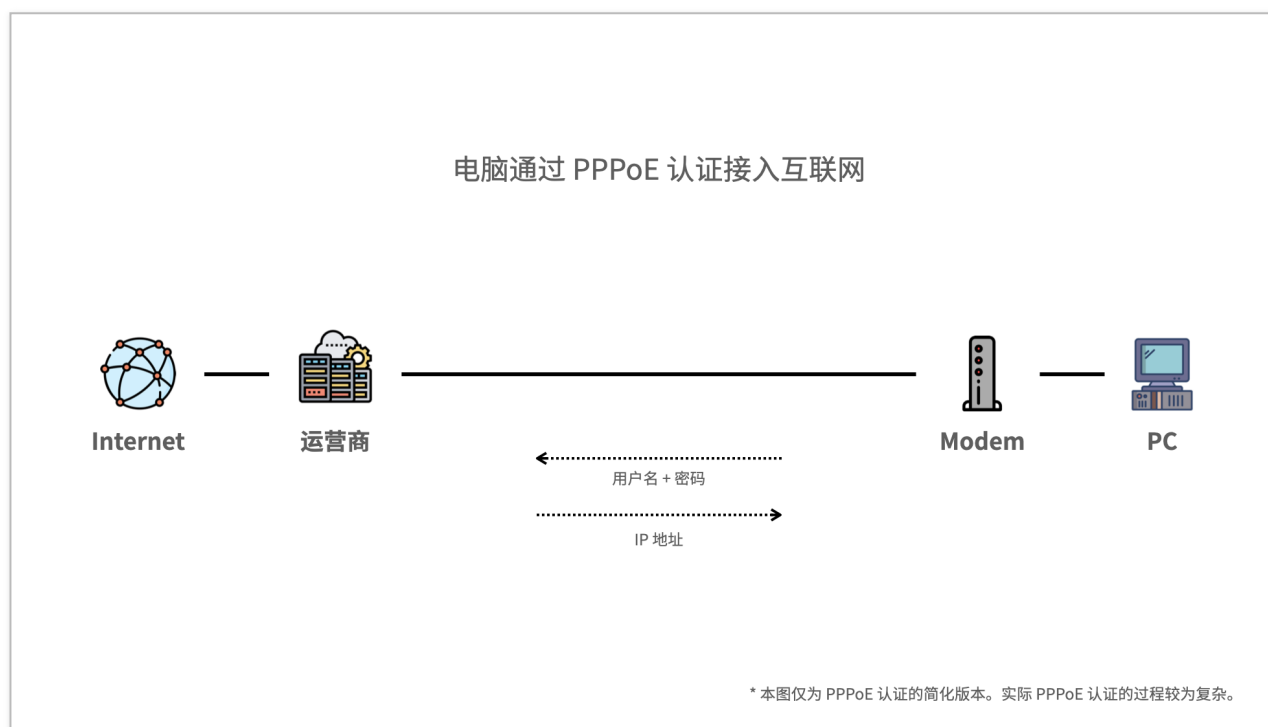 电脑通过 PPPoE 认证接入互联网
Internet
运营商
Modem
PC
用户名 + 密码
IP 地址
* 本图仅为 PPPoE 认证的简化版本。实际 PPPoE 认证的过程较为复杂。